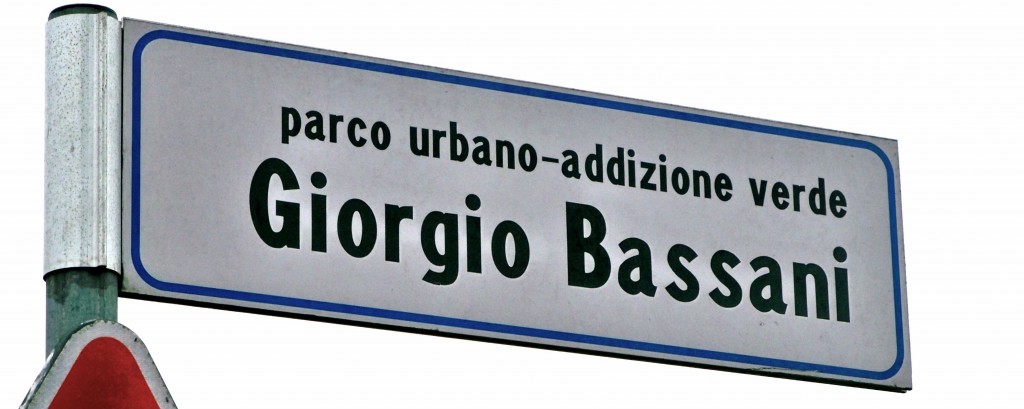 parco urbano-addizione verde
Giorgio Bassani